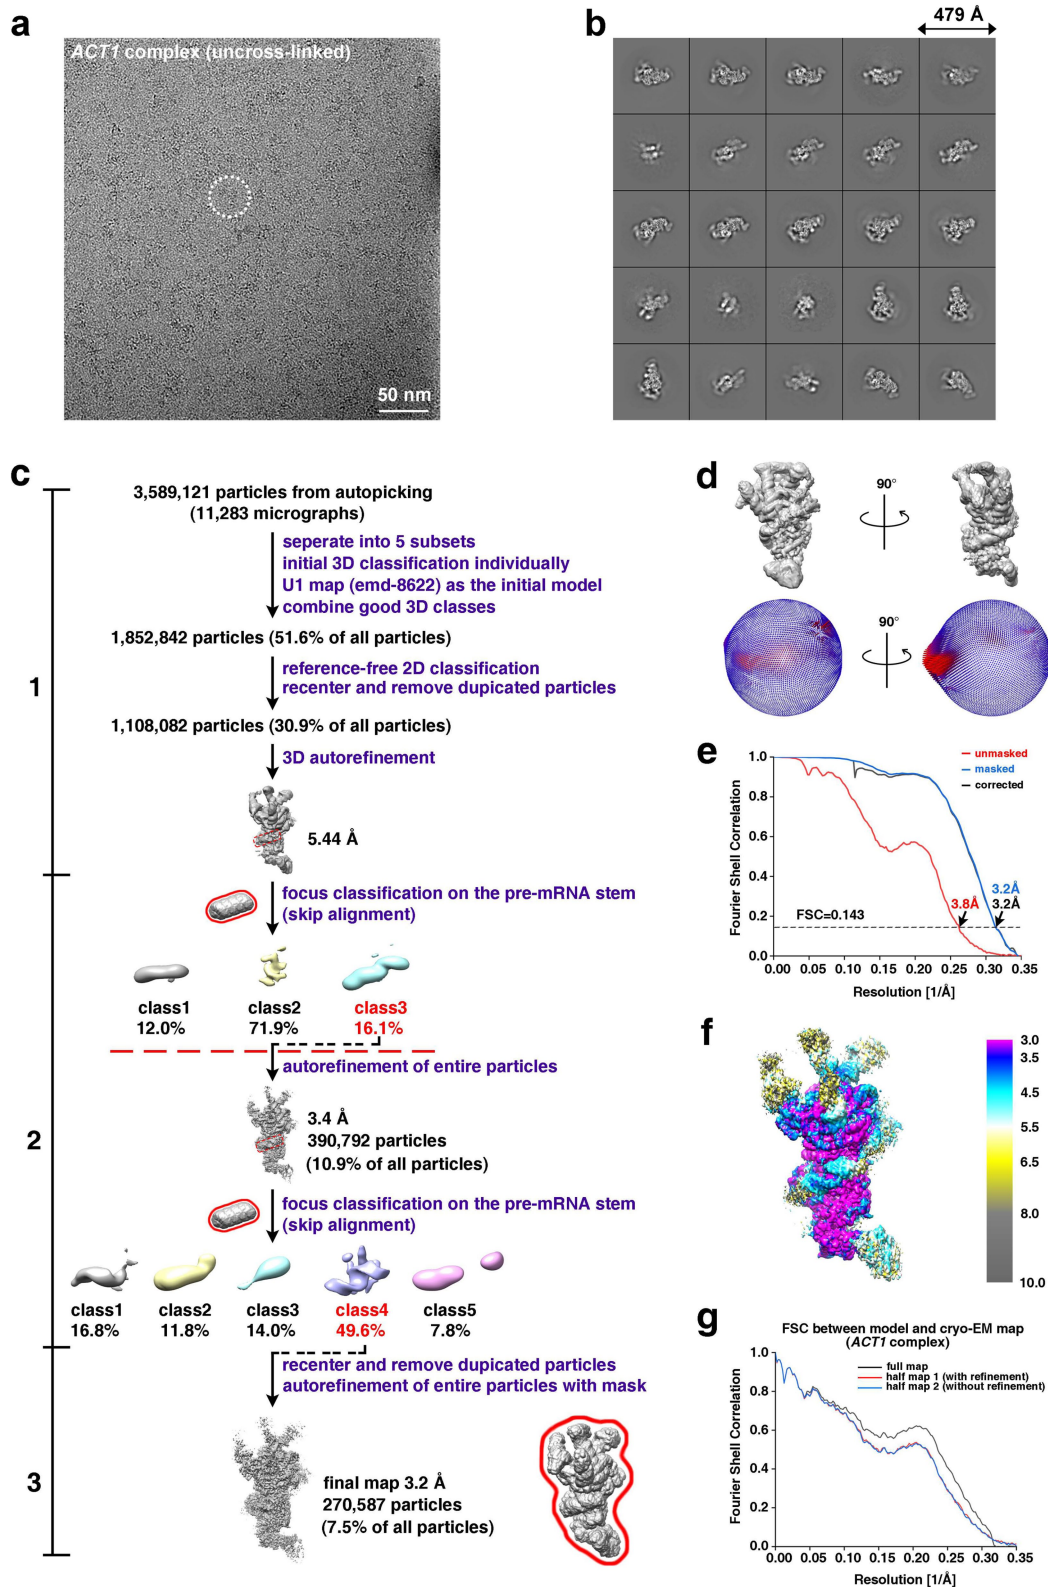 a
ACT1 complex (uncross-linked)
50 nm
b
479 Å
c
1
3,589,121 particles from autopicking
(11,283 micrographs)
seperate into 5 subsets
initial 3D classification individually
U1 map (emd-8622) as the initial model
combine good 3D classes
1,852,842 particles (51.6% of all particles)
reference-free 2D classification
recenter and remove dupicated particles
1,108,082 particles (30.9% of all particles)
3D autorefinement
5.44 Å
2
focus classification on the pre-mRNA stem
(skip alignment)
class1 class2 class3
12.0% 71.9% 16.1%
autorefinement of entire particles
3.4 Å
390,792 particles
(10.9% of all particles)
focus classification on the pre-mRNA stem
(skip alignment)
class1 class2 class3 class4 class5
16.8% 11.8% 14.0% 49.6% 7.8%
3
recenter and remove dupicated particles
autorefinement of entire particles with mask
final map 3.2 Å
270,587 particles
(7.5% of all particles)
d
90°
90°
e
Fourier Shell Correlation
1.0
0.8
0.6
0.4
0.2
0.0
unmasked
masked
corrected
3.2Å
3.8Å 3.2Å
FSC=0.143
0.00 0.05 0.10 0.15 0.20 0.25 0.30 0.35
Resolution [1/Å]
f
3.0
3.5
4.5
5.5
6.5
8.0
10.0
g
FSC between model and cryo-EM map
(ACT1 complex)
Fourier Shell Correlation
1.0
0.8
0.6
0.4
0.2
0.0
full map
half map 1 (with refinement)
half map 2 (without refinement)
0.00 0.05 0.10 0.15 0.20 0.25 0.30 0.35
Resolution [1/Å]